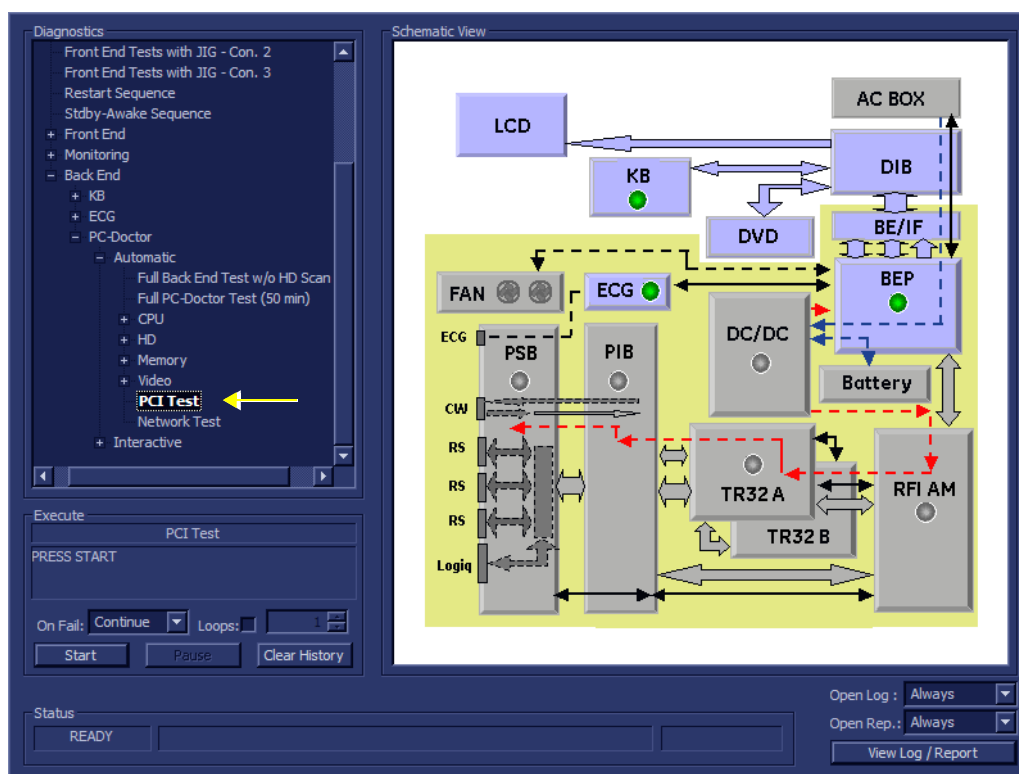 Diagnostics
Front End Tests with JIG - Con. 2
Front End Tests with JIG - Con. 3
Restart Sequence
Stdby-Awake Sequence
Front End
Monitoring
Back End
KB
ECG
PC-Doctor
Automatic
Full Back End Test w/o HD Scan
Full PC-Doctor Test (50 min)
CPU
HD
Memory
Video
PCI Test
Network Test
Interactive
Execute
PCI Test
PRESS START
On Fail: Continue Loops: 1
Start Pause Clear History
Schematic View
AC BOX
LCD
DIB
KB
DVD
BE/IF
BEP
FAN
ECG
DC/DC
ECG
PSB
PIB
Battery
CW
RS
RS
RS
Logiq
TR32 A
TR32 B
RFI AM
Status
READY
Open Log : Always
Open Rep.: Always
View Log / Report